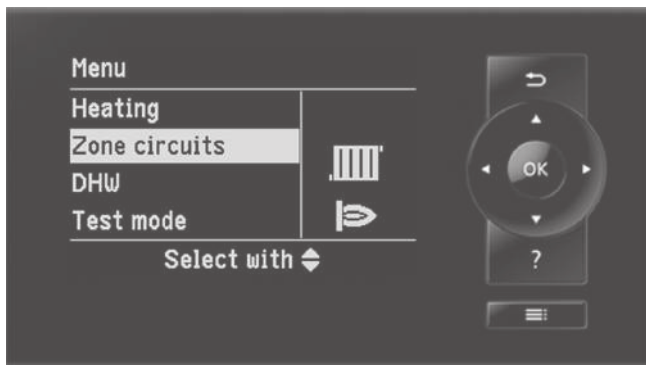 Menu
Heating
Zone circuits
DHW
Test mode
Select with
OK
?